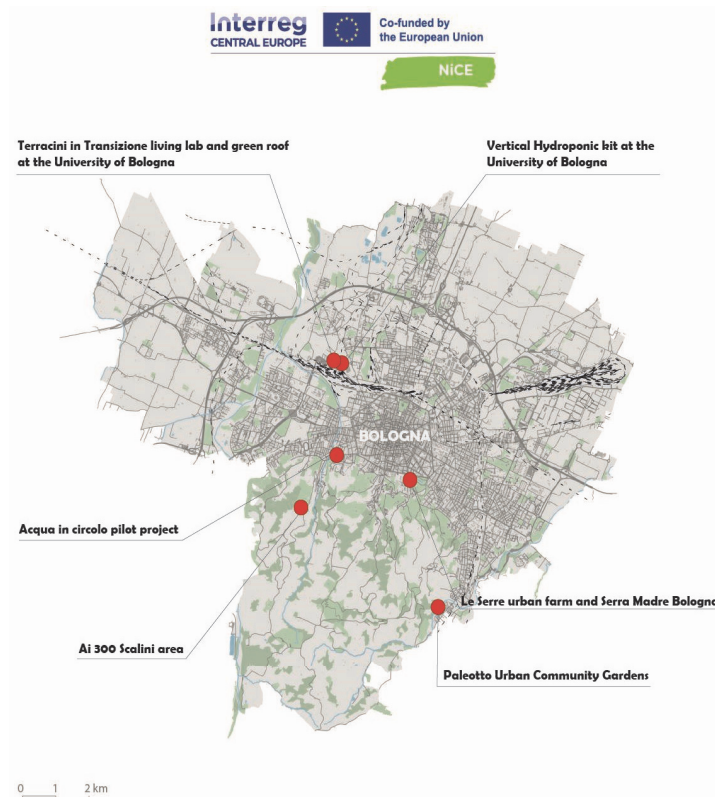 Interreg
CENTRAL EUROPE
Co-funded by
the European Union
NiCE
Terracini in Transizione living lab and green roof
at the University of Bologna
Vertical Hydroponic kit at the
University of Bologna
BOLOGNA
Acqua in circolo pilot project
Le Serre urban farm and Serra Madre Bologna
Ai 300 Scalini area
Paleotto Urban Community Gardens
0 1 2 km